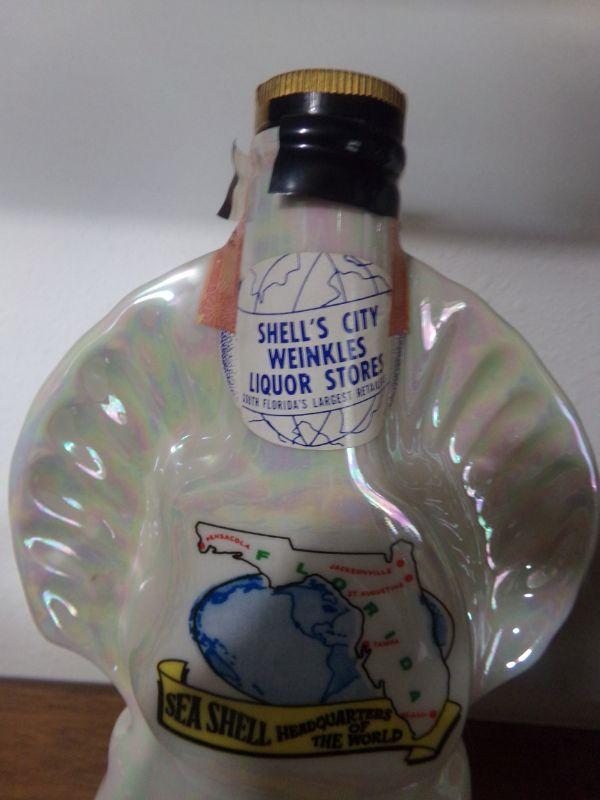 SHELL'S CITY
WEINKLES
LIQUOR STORES
SOUTH FLORIDA'S LARGEST RETAILER
PENSACOLA
FLORIDA
JACKSONVILLE
ST. AUGUSTINE
TAMPA
MIAMI
SEA SHELL HEADQUARTERS
OF
THE WORLD